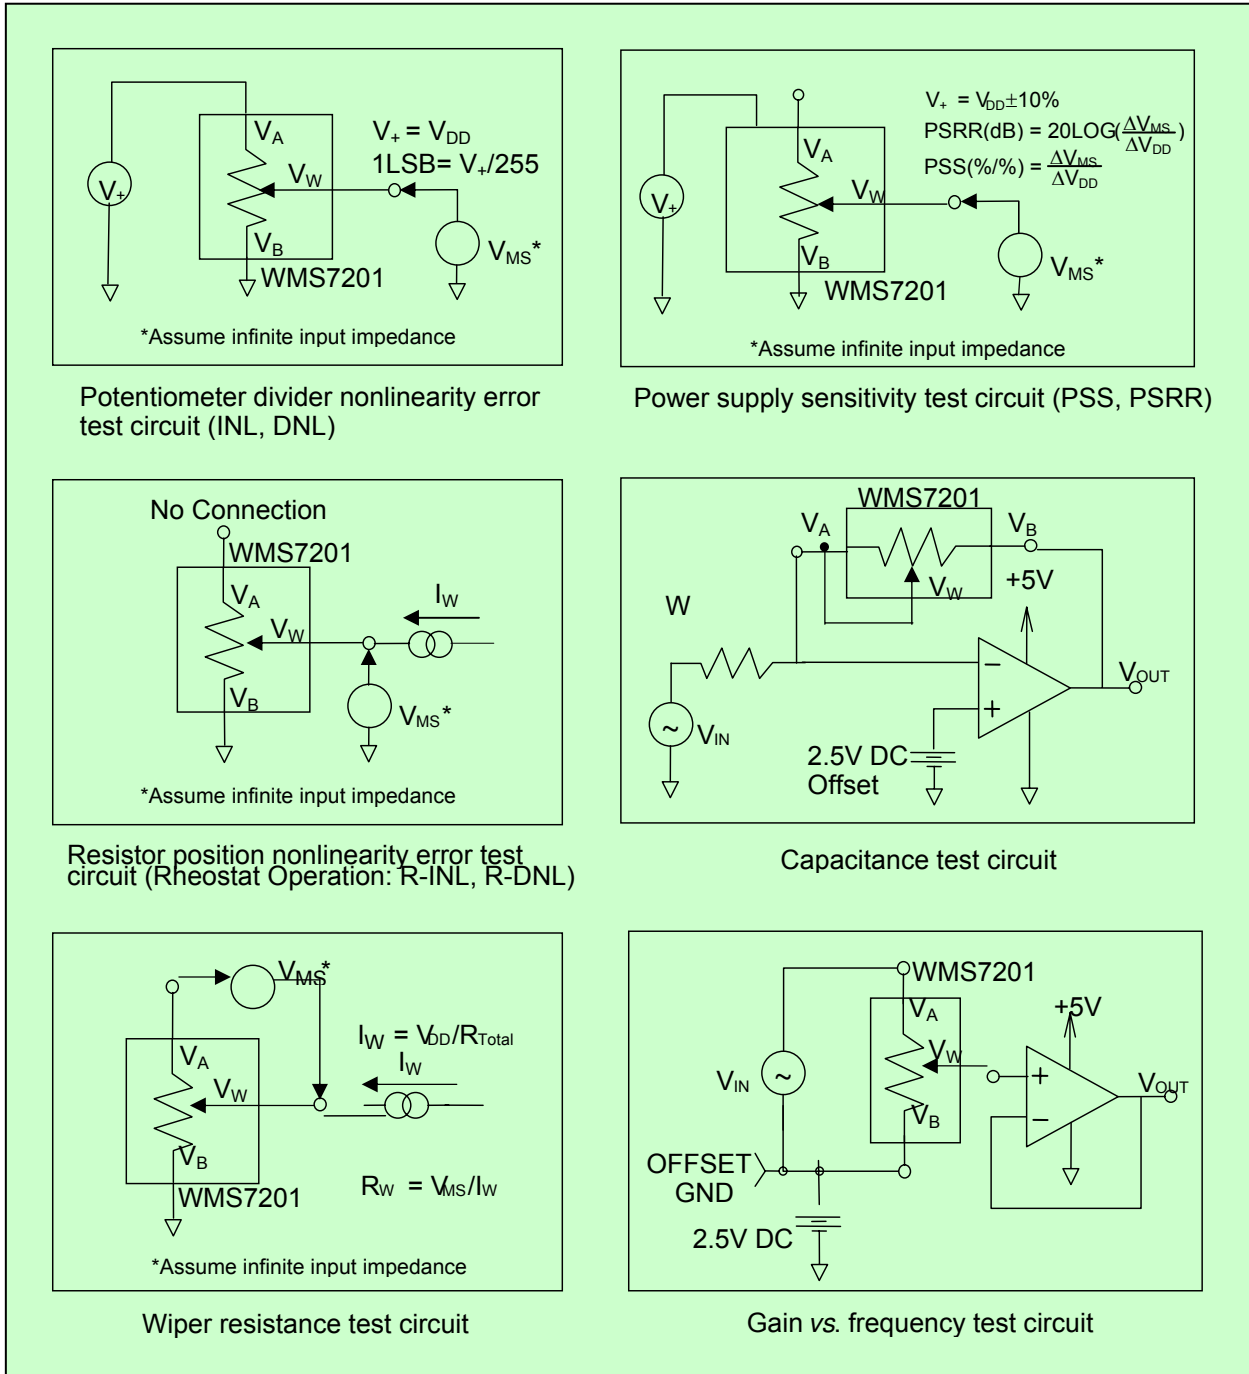 V+ = VDD
1LSB= V+/255
VA
VW
VB
V+
VMS*
WMS7201
*Assume infinite input impedance
Potentiometer divider nonlinearity error
test circuit (INL, DNL)
V+ = VDD±10%
PSRR(dB) = 20LOG(ΔVMS/ΔVDD)
PSS(%/%) = ΔVMS/ΔVDD
VA
VW
VB
V+
VMS*
WMS7201
*Assume infinite input impedance
Power supply sensitivity test circuit (PSS, PSRR)
No Connection
WMS7201
VA
IW
VW
VB
VMS*
*Assume infinite input impedance
Resistor position nonlinearity error test
circuit (Rheostat Operation: R-INL, R-DNL)
WMS7201
VA
VB
VW
+5V
W
−
+
VOUT
~
VIN
2.5V DC
Offset
Capacitance test circuit
VMS*
IW = VDD/RTotal
IW
VA
VW
VB
WMS7201
RW = VMS/IW
*Assume infinite input impedance
Wiper resistance test circuit
WMS7201
VA
+5V
VW
VIN
~
+
−
VOUT
VB
OFFSET
GND
2.5V DC
Gain vs. frequency test circuit